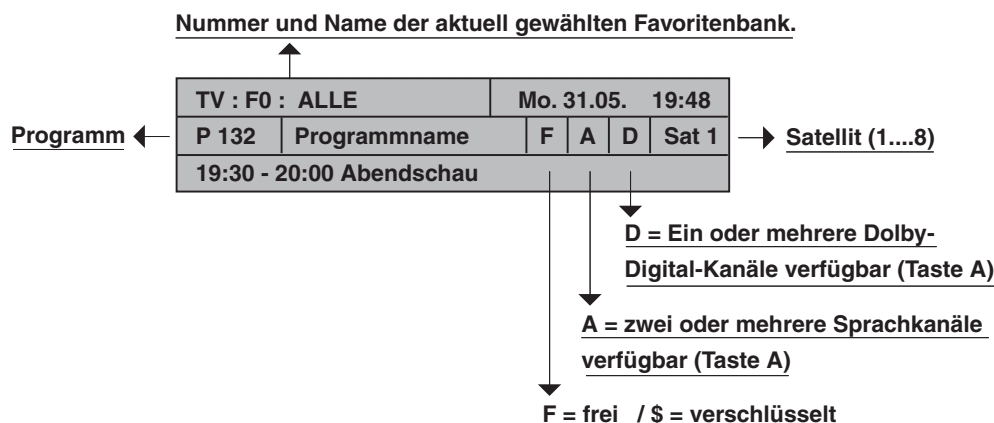 Nummer und Name der aktuell gewählten Favoritenbank.
TV : F0 : ALLE Mo. 31.05. 19:48
Programm P 132 Programmname F A D Sat 1 Satellit (1....8)
19:30 - 20:00 Abendschau
D = Ein oder mehrere Dolby-
Digital-Kanäle verfügbar (Taste A)
A = zwei oder mehrere Sprachkanäle
verfügbar (Taste A)
F = frei / $ = verschlüsselt